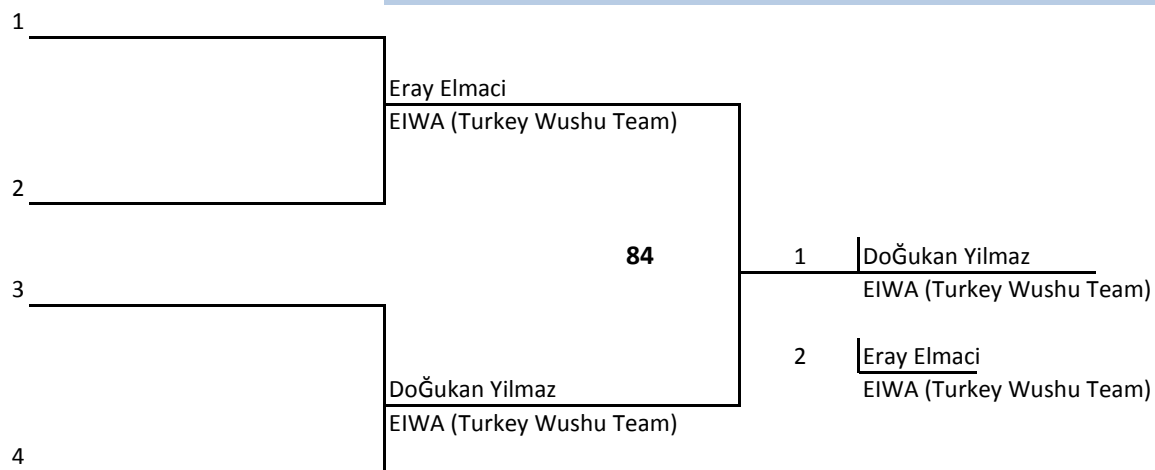 1
Eray Elmaci
EIWA (Turkey Wushu Team)
2
84
1
DoĞukan Yilmaz
EIWA (Turkey Wushu Team)
3
2
Eray Elmaci
EIWA (Turkey Wushu Team)
DoĞukan Yilmaz
EIWA (Turkey Wushu Team)
4